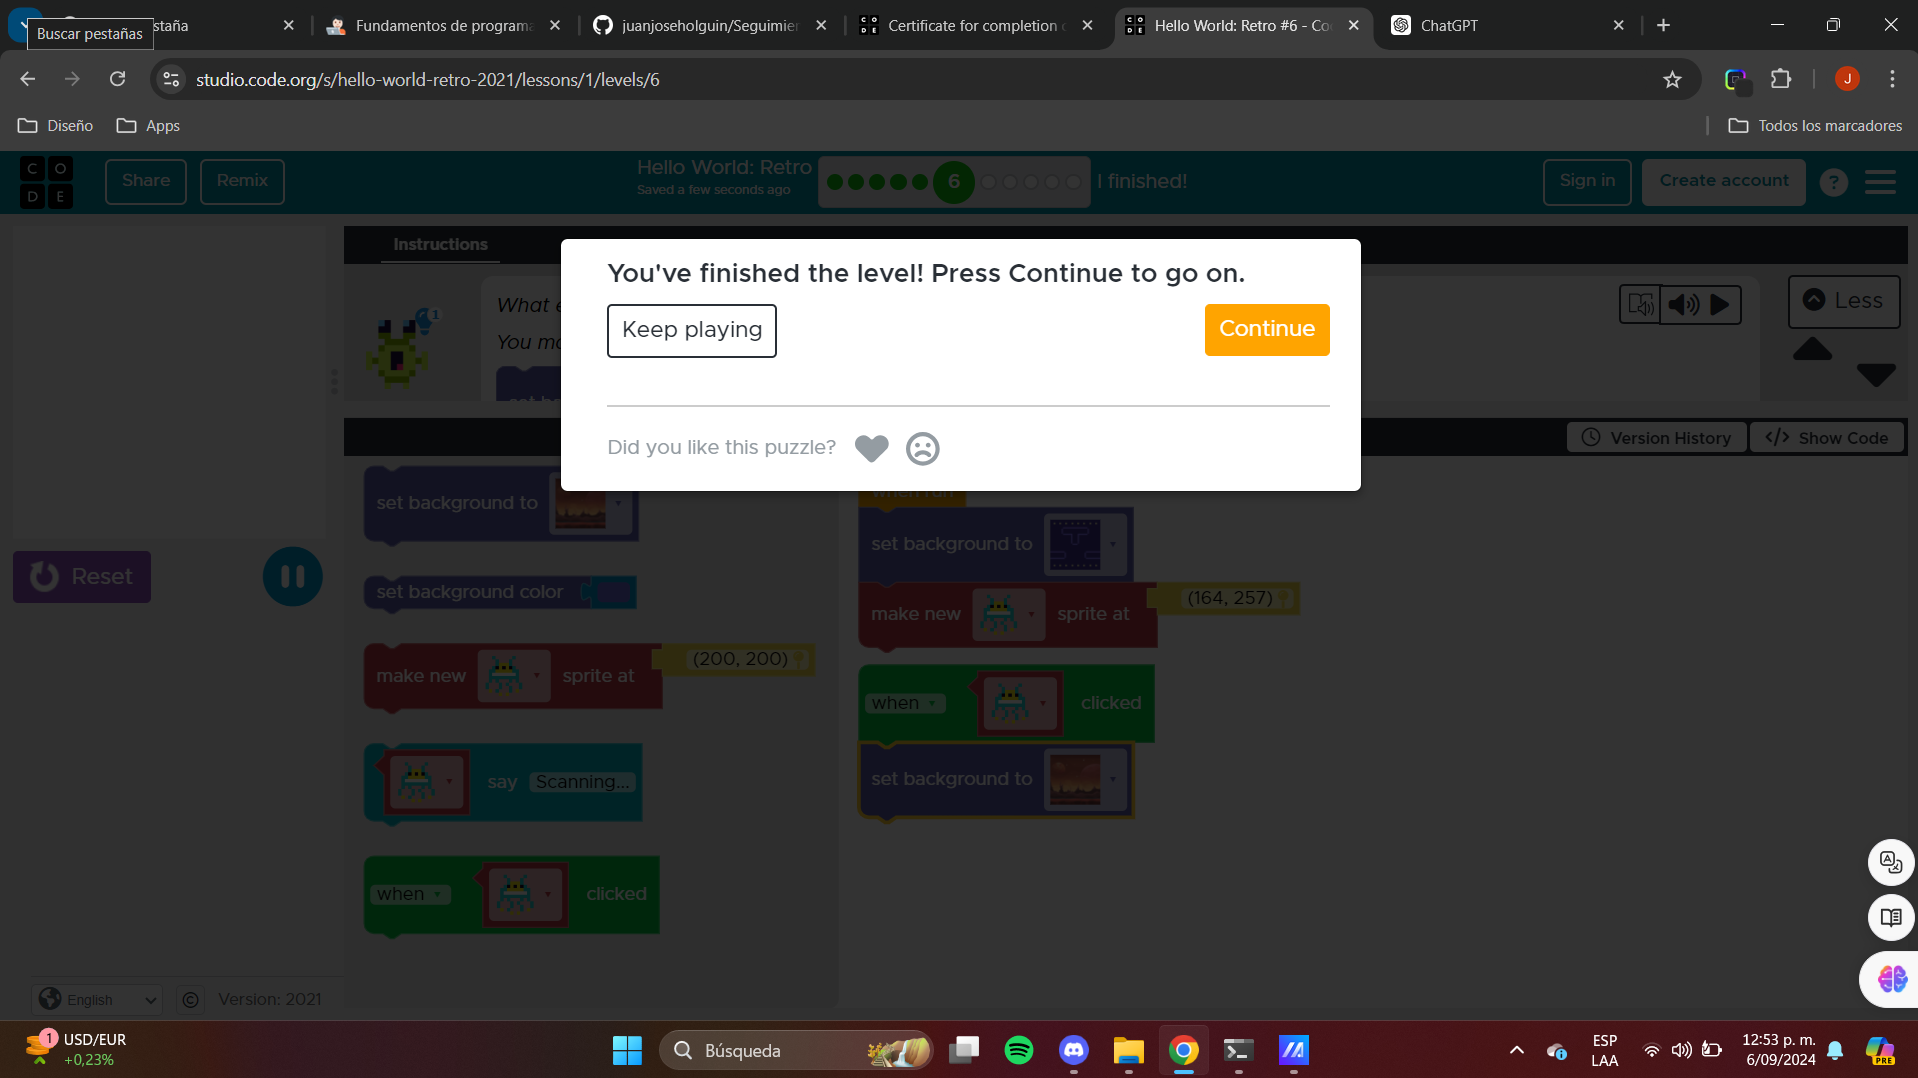 Buscar pestañas
staña
Fundamentos de programa
juanjoseholguin/Seguimie
Certificate for completion
Hello World: Retro #6 - Co
ChatGPT
studio.code.org/s/hello-world-retro-2021/lessons/1/levels/6
J
Diseño
Apps
Todos los marcadores
C O
D E
Share
Remix
Hello World: Retro
Saved a few seconds ago
6
I finished!
Sign in
Create account
?
Instructions
What
You
1
Less
You've finished the level! Press Continue to go on.
Keep playing
Continue
Did you like this puzzle?
Version History
</> Show Code
Reset
set background to
set background color
make new
sprite at
(200, 200)
say
Scanning...
when
clicked
when run
set background to
make new
sprite at
(164, 257)
when
clicked
set background to
English
© Version: 2021
1
USD/EUR
+0,23%
Búsqueda
ESP
LAA
12:53 p. m.
6/09/2024
PRE